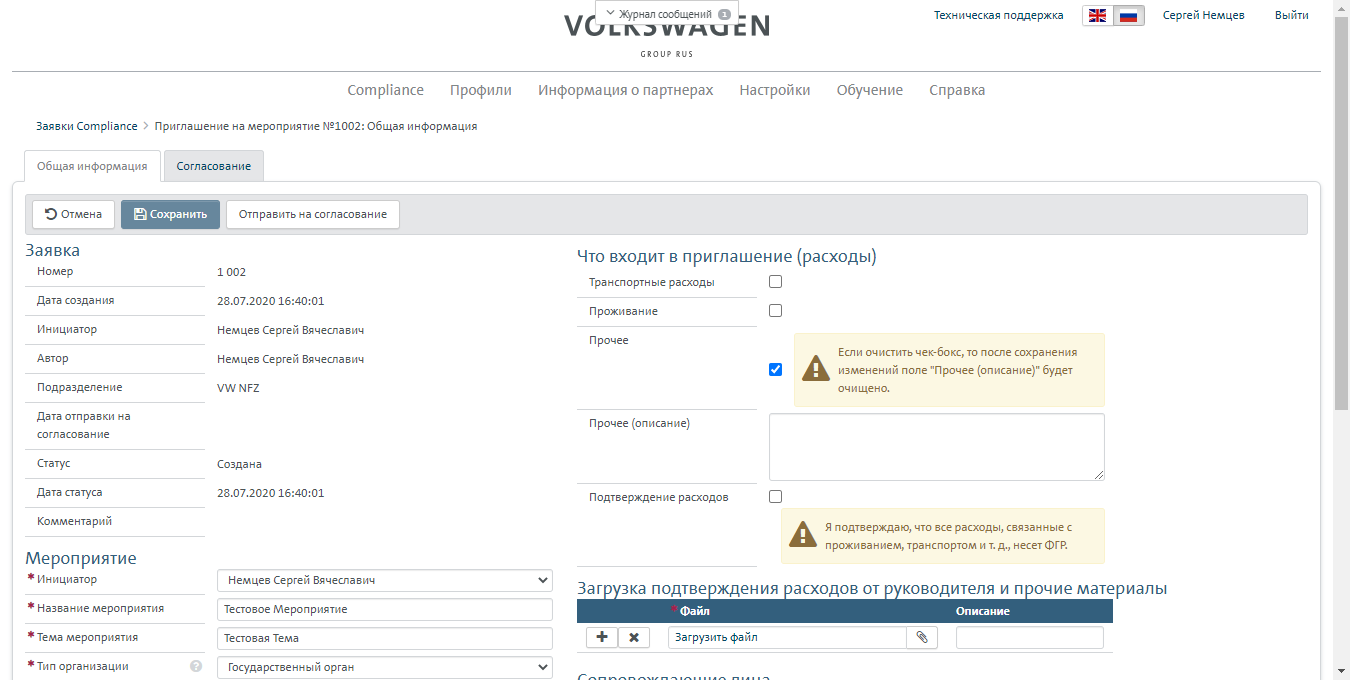 Журнал сообщений 1
VOLKSWAGEN
GROUP RUS
Техническая поддержка
Сергей Немцев
Выйти
Compliance Профили Информация о партнерах Настройки Обучение Справка
Заявки Compliance > Приглашение на мероприятие №1002: Общая информация
Общая информация Согласование
Отмена Сохранить Отправить на согласование
Заявка
Номер 1 002
Дата создания 28.07.2020 16:40:01
Инициатор Немцев Сергей Вячеславич
Автор Немцев Сергей Вячеславич
Подразделение VW NFZ
Дата отправки на
согласование
Статус Создана
Дата статуса 28.07.2020 16:40:01
Комментарий
Мероприятие
* Инициатор Немцев Сергей Вячеславич
* Название мероприятия Тестовое Мероприятие
* Тема мероприятия Тестовая Тема
* Тип организации ? Государственный орган
Что входит в приглашение (расходы)
Транспортные расходы
Проживание
Прочее
Если очистить чек-бокс, то после сохранения
изменений поле "Прочее (описание)" будет
очищено.
Прочее (описание)
Подтверждение расходов
Я подтверждаю, что все расходы, связанные с
проживанием, транспортом и т. д., несет ФГР.
Загрузка подтверждения расходов от руководителя и прочие материалы
* Файл Описание
Загрузить файл
Сопровождающие лица